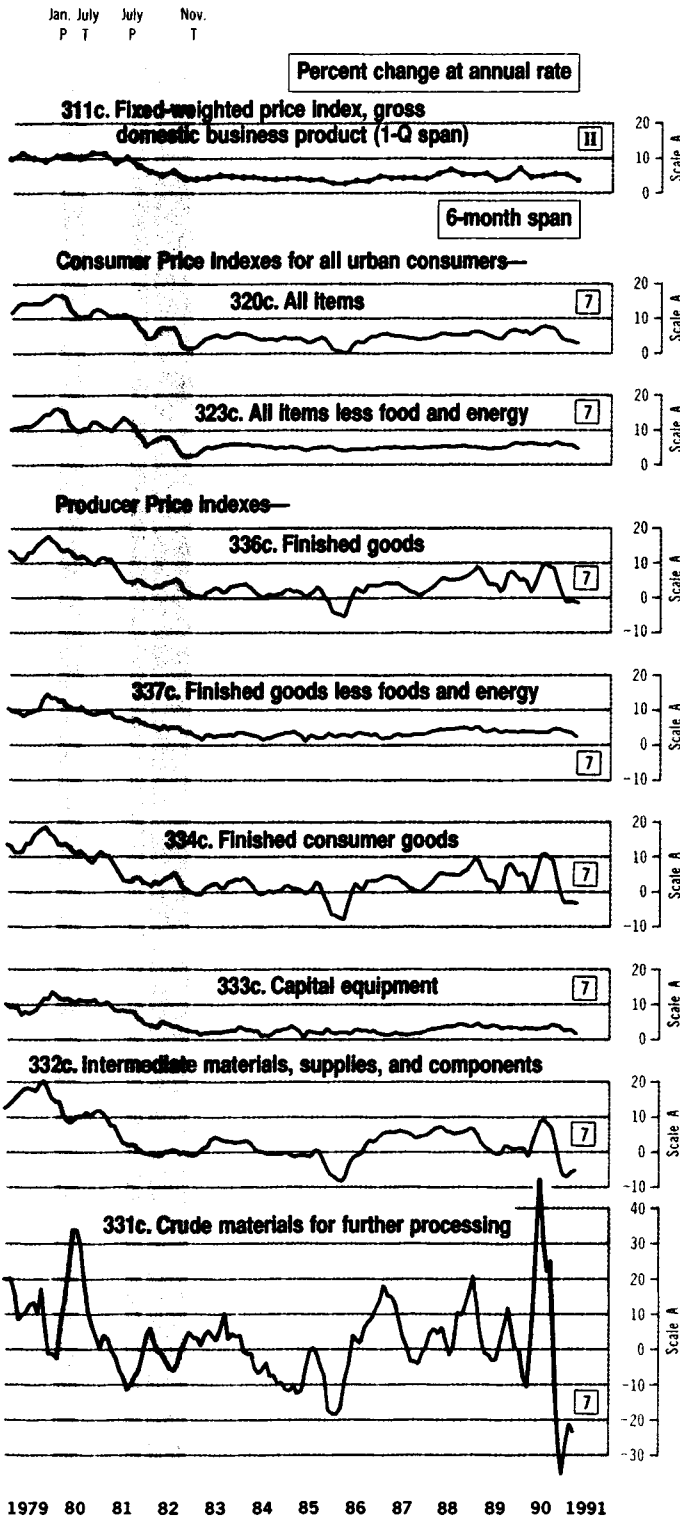 Jan. July July Nov.
P T P T
Percent change at annual rate
311c. Fixed-weighted price index, gross
domestic business product (1-Q span)
II
20
10
0
Scale A
6-month span
Consumer Price Indexes for all urban consumers—
320c. All items
7
20
10
0
Scale A
323c. All items less food and energy
7
20
10
0
Scale A
Producer Price Indexes—
336c. Finished goods
7
20
10
0
-10
Scale A
337c. Finished goods less foods and energy
7
20
10
0
-10
Scale A
334c. Finished consumer goods
7
20
10
0
-10
Scale A
333c. Capital equipment
7
20
10
0
Scale A
332c. Intermediate materials, supplies, and components
7
20
10
0
-10
Scale A
331c. Crude materials for further processing
7
40
30
20
10
0
-10
-20
-30
Scale A
1979 80 81 82 83 84 85 86 87 88 89 90 1991